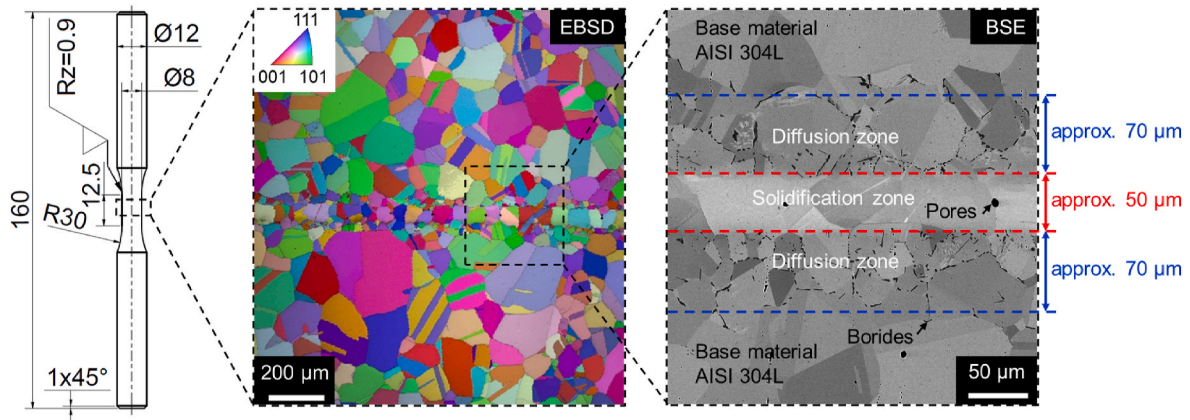 160
Rz=0.9
Ø12
Ø8
12.5
R30
1x45°
111
001 101
EBSD
200 µm
BSE
Base material
AISI 304L
Diffusion zone
Solidification zone
Pores
Diffusion zone
Borides
Base material
AISI 304L
50 µm
approx. 70 µm
approx. 50 µm
approx. 70 µm